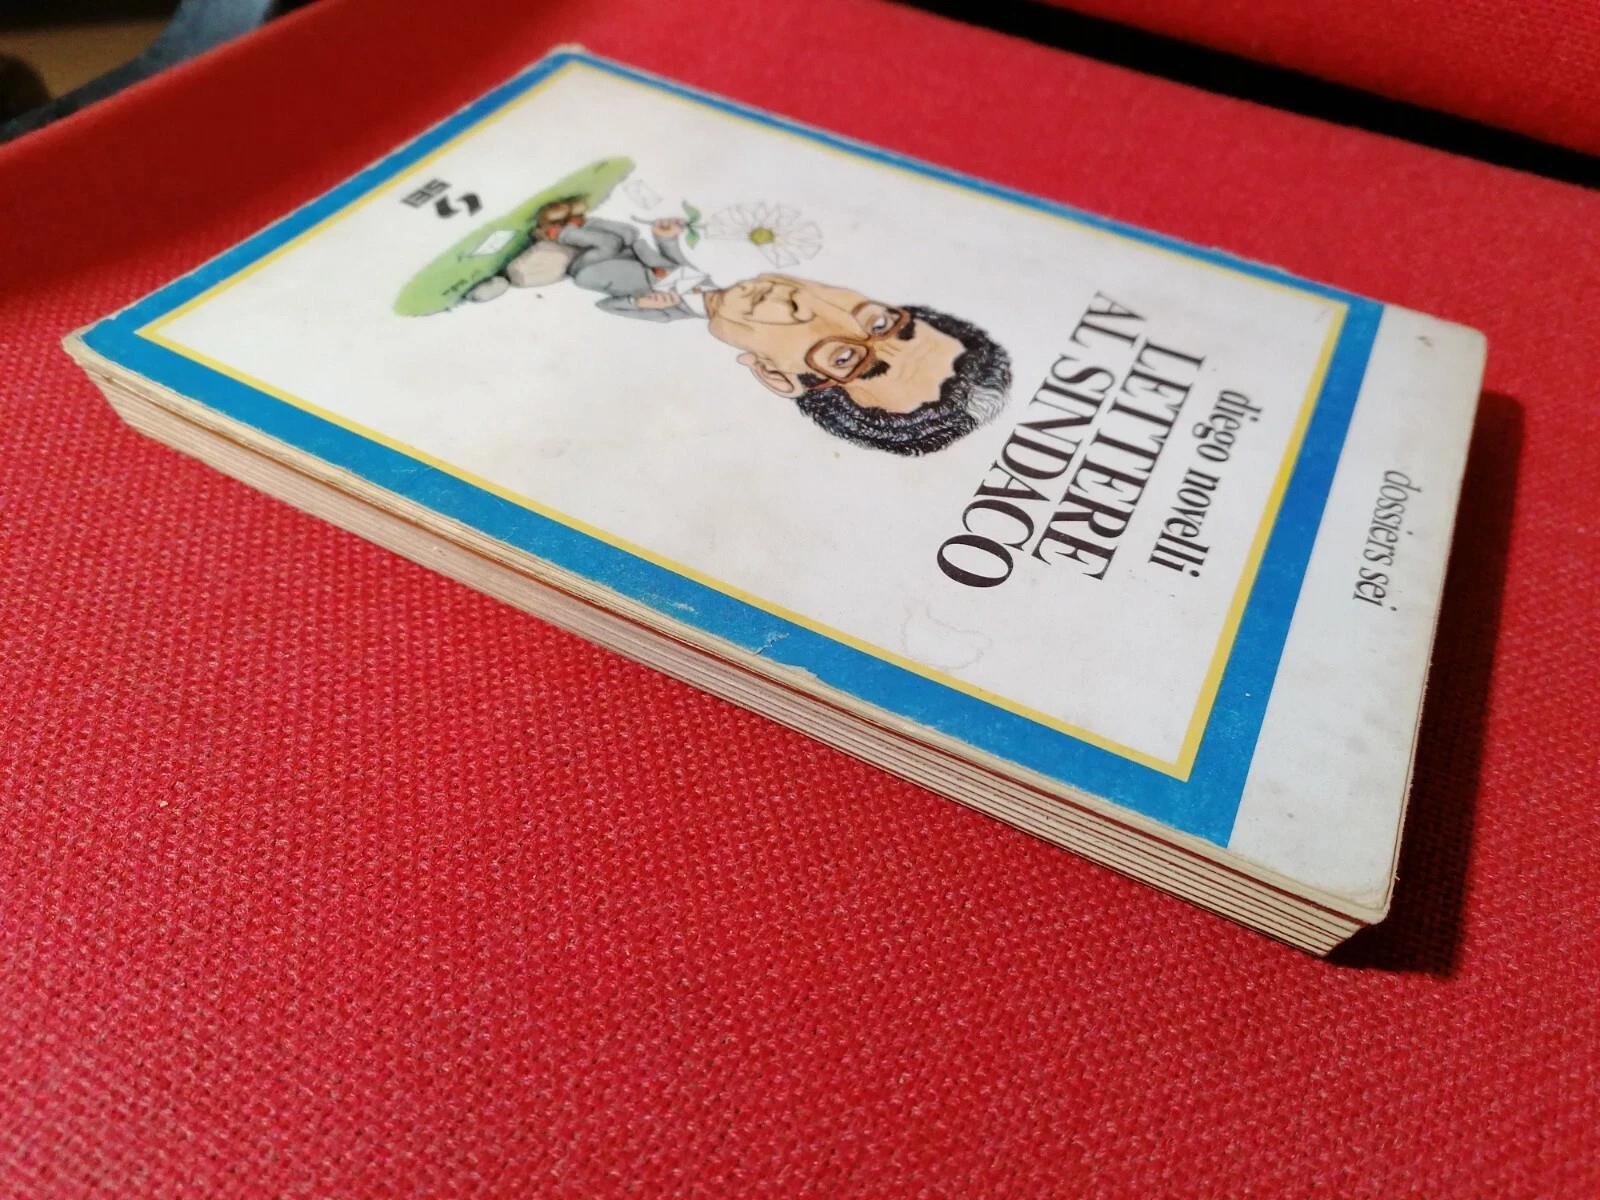 dossiers sei
diego novelli
LETTERE
AL SINDACO
SEI